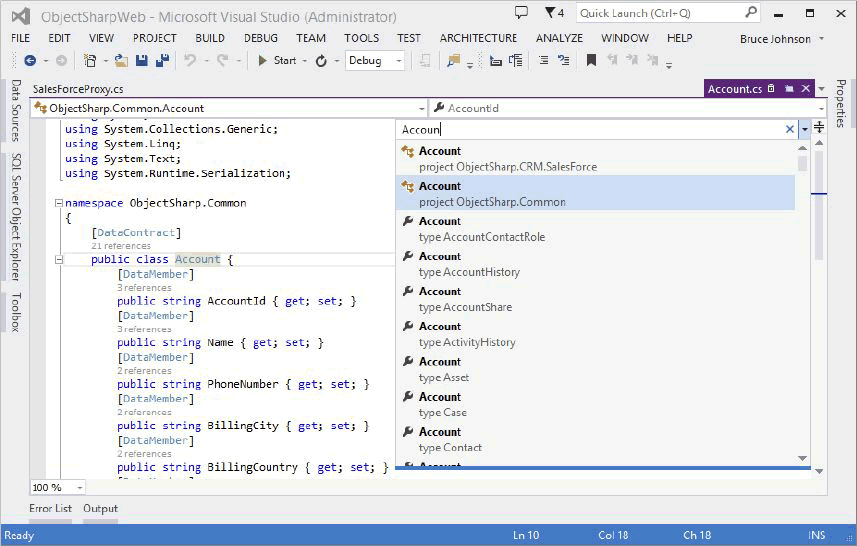 ObjectSharpWeb - Microsoft Visual Studio (Administrator)
4
Quick Launch (Ctrl+Q)
FILE EDIT VIEW PROJECT BUILD DEBUG TEAM TOOLS TEST ARCHITECTURE ANALYZE WINDOW HELP Bruce Johnson
Start Debug
SalesForceProxy.cs
Account.cs
ObjectSharp.Common.Account
AccountId
Data Sources
SQL Server Object Explorer
Toolbox
Properties
using System.Collections.Generic;
using System.Linq;
using System.Text;
using System.Runtime.Serialization;
namespace ObjectSharp.Common
{
[DataContract]
21 references
public class Account {
[DataMember]
3 references
public string AccountId { get; set; }
[DataMember]
3 references
public string Name { get; set; }
[DataMember]
2 references
public string PhoneNumber { get; set; }
[DataMember]
2 references
public string BillingCity { get; set; }
[DataMember]
2 references
public string BillingCountry { get; set; }
Accoun
Account
project ObjectSharp.CRM.SalesForce
Account
project ObjectSharp.Common
Account
type AccountContactRole
Account
type AccountHistory
Account
type AccountShare
Account
type ActivityHistory
Account
type Asset
Account
type Case
Account
type Contact
100 %
Error List Output
Ready Ln 10 Col 18 Ch 18 INS